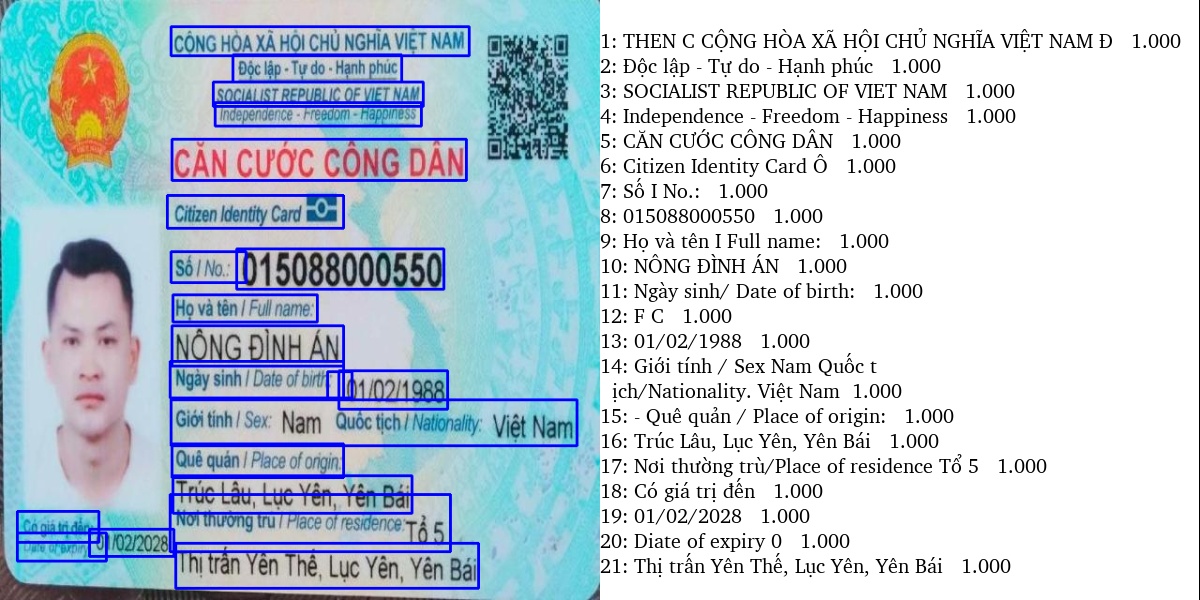 CỘNG HÒA XÃ HỘI CHỦ NGHĨA VIỆT NAM
Độc lập - Tự do - Hạnh phúc
SOCIALIST REPUBLIC OF VIET NAM
Independence - Freedom - Happiness
CĂN CƯỚC CÔNG DÂN
Citizen Identity Card
Số / No.: 015088000550
Họ và tên / Full name:
NÔNG ĐÌNH ÁN
Ngày sinh / Date of birth: 01/02/1988
Giới tính / Sex: Nam Quốc tịch / Nationality: Việt Nam
Quê quán / Place of origin:
Trúc Lâu, Lục Yên, Yên Bái
Nơi thường trú / Place of residence: Tổ 5
Thị trấn Yên Thế, Lục Yên, Yên Bái
Có giá trị đến:
Date of expiry 01/02/2028
1: THEN C CỘNG HÒA XÃ HỘI CHỦ NGHĨA VIỆT NAM Đ 1.000
2: Độc lập - Tự do - Hạnh phúc 1.000
3: SOCIALIST REPUBLIC OF VIET NAM 1.000
4: Independence - Freedom - Happiness 1.000
5: CĂN CƯỚC CÔNG DÂN 1.000
6: Citizen Identity Card Ô 1.000
7: Số I No.: 1.000
8: 015088000550 1.000
9: Họ và tên I Full name: 1.000
10: NÔNG ĐÌNH ÁN 1.000
11: Ngày sinh/ Date of birth: 1.000
12: F C 1.000
13: 01/02/1988 1.000
14: Giới tính / Sex Nam Quốc t
ịch/Nationality. Việt Nam 1.000
15: - Quê quản / Place of origin: 1.000
16: Trúc Lâu, Lục Yên, Yên Bái 1.000
17: Nơi thường trù/Place of residence Tổ 5 1.000
18: Có giá trị đến 1.000
19: 01/02/2028 1.000
20: Diate of expiry 0 1.000
21: Thị trấn Yên Thế, Lục Yên, Yên Bái 1.000